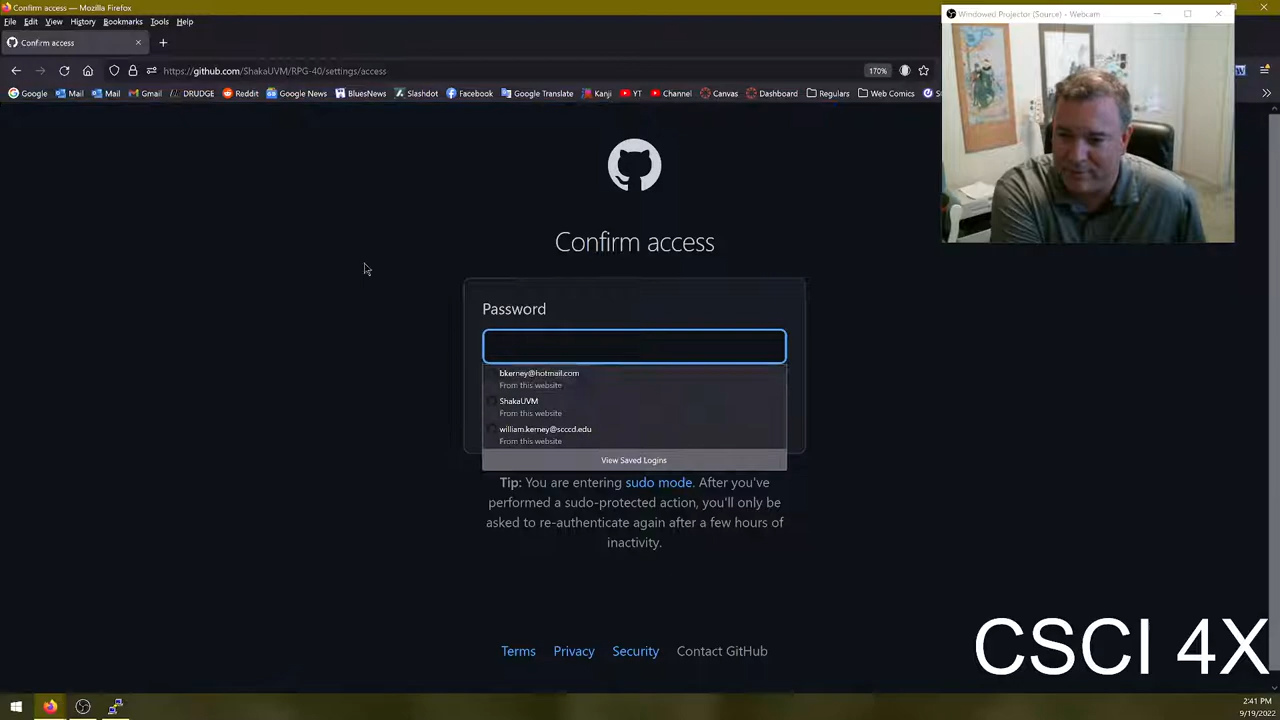 Confirm access — Mozilla Firefox
Windowed Projector (Source) - Webcam
File Edit View History Bookmarks Tools Help
Confirm access
https://github.com/ShakaUVM/RPG-40/settings/access
170%
Google Mail Mail Gmail DRUDGE Reddit Google News BluesNews Slashdot Facebook Google Translate Kanji YT Channel Canvas Dashboard Regulars Web Comics
Confirm access
Password
bkerney@hotmail.com
From this website
ShakaUVM
From this website
william.kerney@scccd.edu
From this website
View Saved Logins
Tip: You are entering sudo mode. After you've
performed a sudo-protected action, you'll only be
asked to re-authenticate again after a few hours of
inactivity.
Terms Privacy Security Contact GitHub
CSCI 4X
2:41 PM
9/19/2022